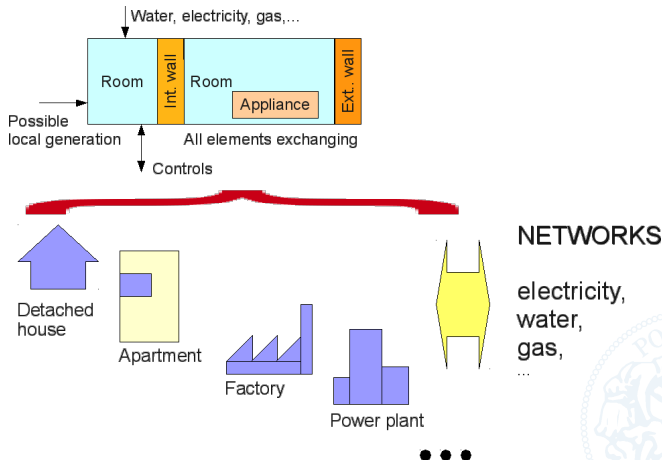 Water, electricity, gas,...
Room
Int. wall
Room
Appliance
Ext.. wall
Possible
local generation
All elements exchanging
Controls
NETWORKS
electricity,
water,
gas,
...
Detached
house
Apartment
Factory
Power plant